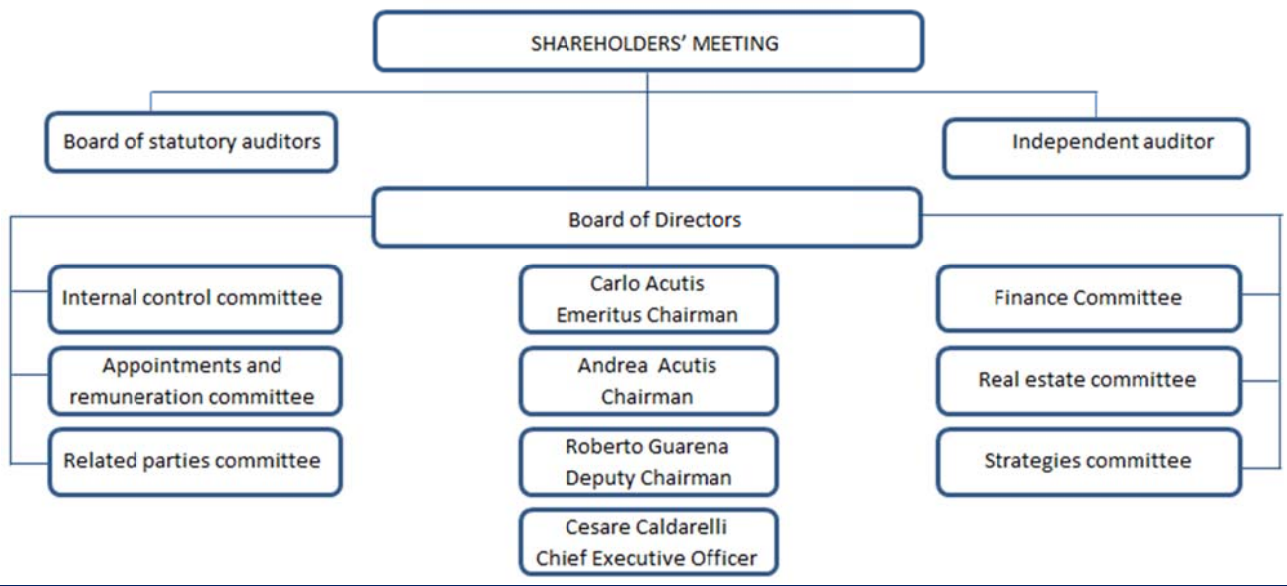 SHAREHOLDERS’ MEETING
Board of statutory auditors
Independent auditor
Board of Directors
Internal control committee
Appointments and
remuneration committee
Related parties committee
Carlo Acutis
Emeritus Chairman
Andrea Acutis
Chairman
Roberto Guarena
Deputy Chairman
Cesare Caldarelli
Chief Executive Officer
Finance Committee
Real estate committee
Strategies committee